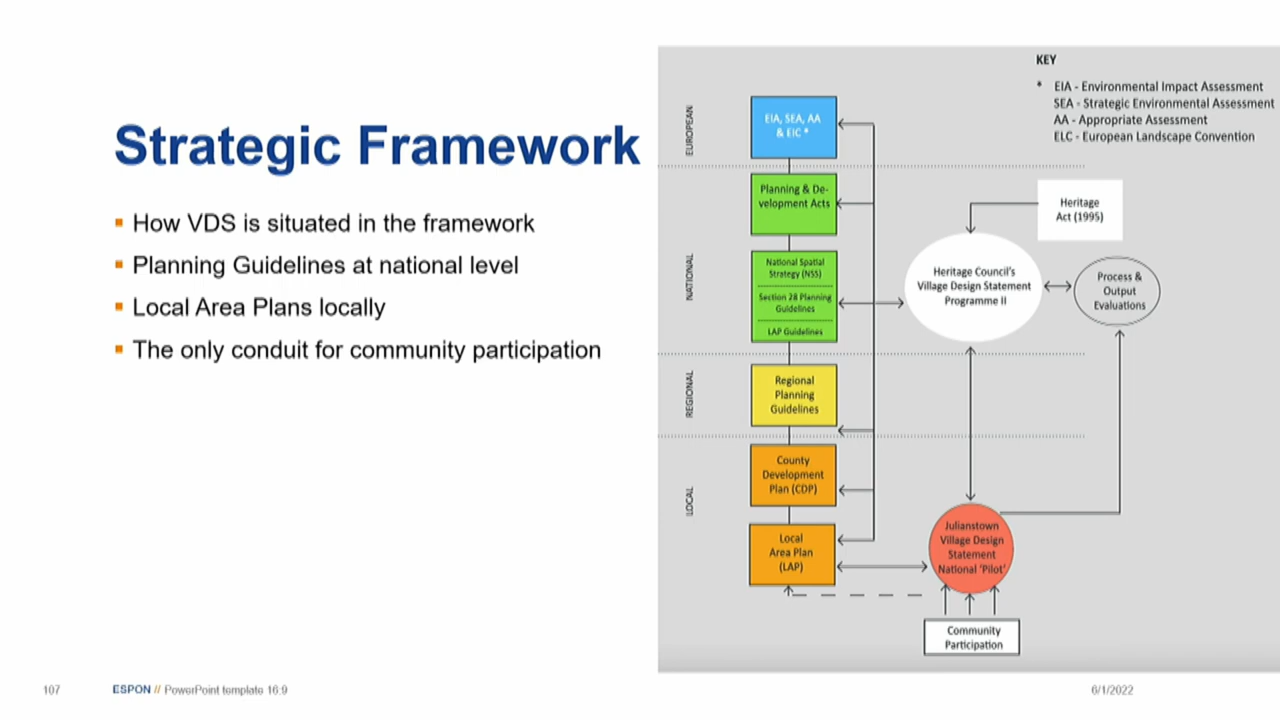 Strategic Framework
▪ How VDS is situated in the framework
▪ Planning Guidelines at national level
▪ Local Area Plans locally
▪ The only conduit for community participation
KEY
* EIA - Environmental Impact Assessment
SEA - Strategic Environmental Assessment
AA - Appropriate Assessment
ELC - European Landscape Convention
EUROPEAN
EIA, SEA, AA
& ElC *
NATIONAL
Planning & De-
velopment Acts
National Spatial
Strategy (NSS)
Section 28 Planning
Guidelines
LAP Guidelines
Heritage
Act (1995)
Heritage Council's
Village Design Statement
Programme II
Process &
Output
Evaluations
REGIONAL
Regional
Planning
Guidelines
LOCAL
County
Development
Plan (CDP)
Local
Area Plan
(LAP)
Julianstown
Village Design
Statement
National 'Pilot'
Community
Participation
107
ESPON // PowerPoint template 16:9
6/1/2022